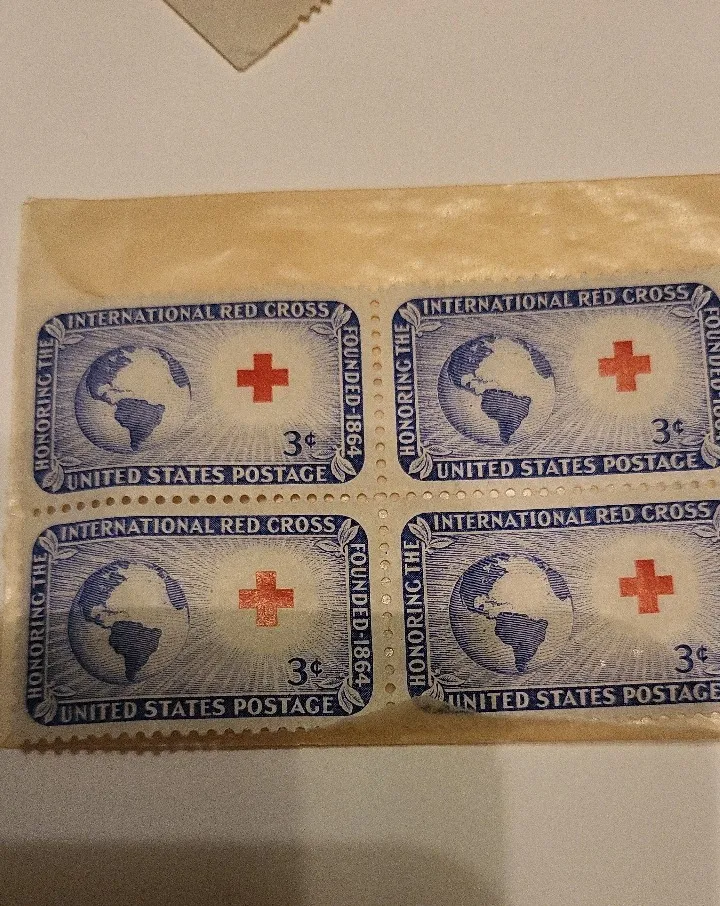 INTERNATIONAL RED CROSS
HONORING THE
FOUNDED-1864
3¢
UNITED STATES POSTAGE
INTERNATIONAL RED CROSS
HONORING THE
FOUNDED
3¢
UNITED STATES POSTAGE
INTERNATIONAL RED CROSS
HONORING THE
FOUNDED-1864
3¢
UNITED STATES POSTAGE
INTERNATIONAL RED CROSS
HONORING THE
3¢
UNITED STATES POSTAGE